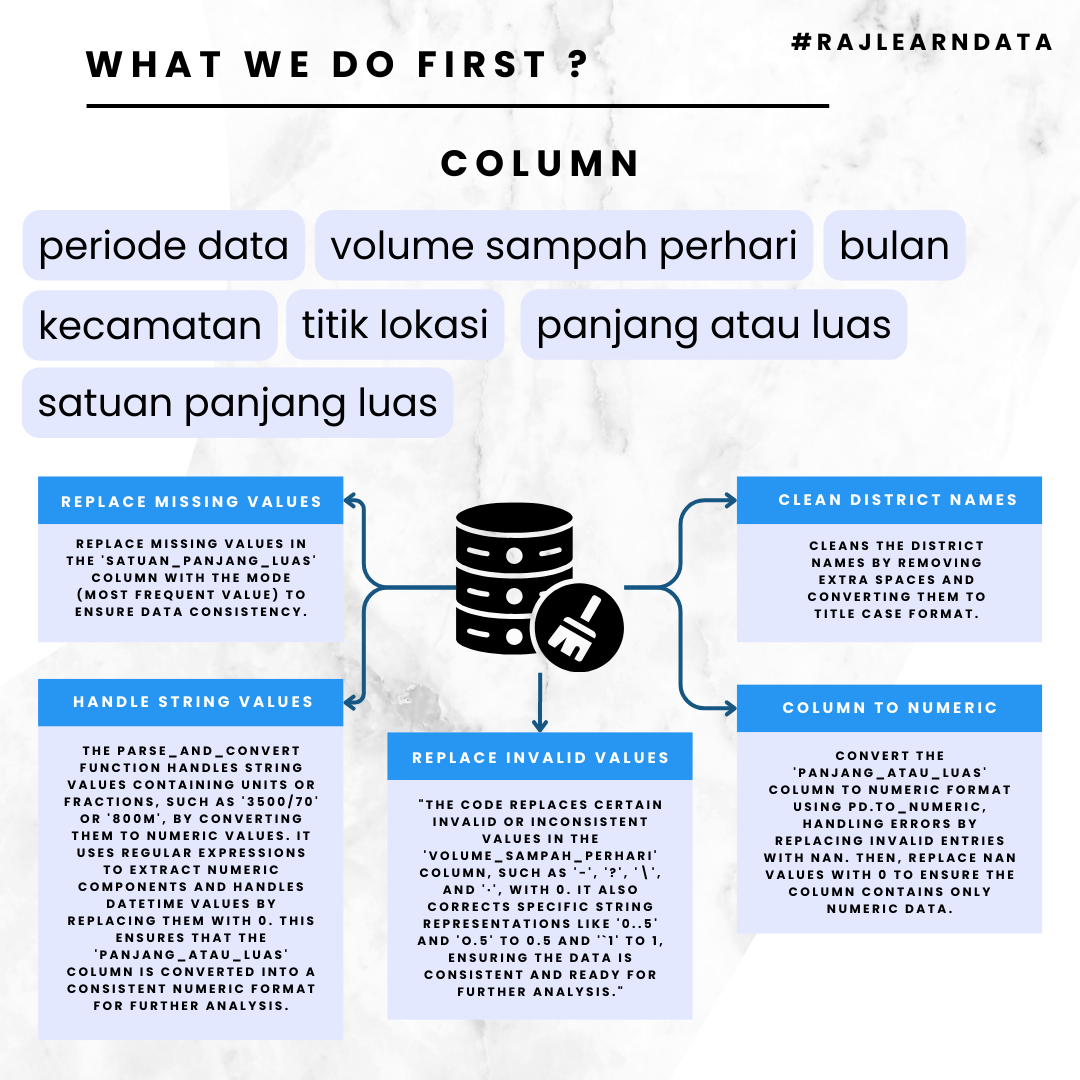 WHAT WE DO FIRST ?
#RAJLEARNDATA
COLUMN
periode data
volume sampah perhari
bulan
kecamatan
titik lokasi
panjang atau luas
satuan panjang luas
REPLACE MISSING VALUES
REPLACE MISSING VALUES IN
THE 'SATUAN_PANJANG_LUAS'
COLUMN WITH THE MODE
(MOST FREQUENT VALUE) TO
ENSURE DATA CONSISTENCY.
CLEAN DISTRICT NAMES
CLEANS THE DISTRICT
NAMES BY REMOVING
EXTRA SPACES AND
CONVERTING THEM TO
TITLE CASE FORMAT.
HANDLE STRING VALUES
THE PARSE_AND_CONVERT
FUNCTION HANDLES STRING
VALUES CONTAINING UNITS OR
FRACTIONS, SUCH AS '3500/70'
OR '800M', BY CONVERTING
THEM TO NUMERIC VALUES. IT
USES REGULAR EXPRESSIONS
TO EXTRACT NUMERIC
COMPONENTS AND HANDLES
DATETIME VALUES BY
REPLACING THEM WITH 0. THIS
ENSURES THAT THE
'PANJANG_ATAU_LUAS'
COLUMN IS CONVERTED INTO A
CONSISTENT NUMERIC FORMAT
FOR FURTHER ANALYSIS.
REPLACE INVALID VALUES
"THE CODE REPLACES CERTAIN
INVALID OR INCONSISTENT
VALUES IN THE
'VOLUME_SAMPAH_PERHARI'
COLUMN, SUCH AS '-', '?', '\',
AND '·', WITH 0. IT ALSO
CORRECTS SPECIFIC STRING
REPRESENTATIONS LIKE '0..5'
AND 'O.5' TO 0.5 AND '`1' TO 1,
ENSURING THE DATA IS
CONSISTENT AND READY FOR
FURTHER ANALYSIS."
COLUMN TO NUMERIC
CONVERT THE
'PANJANG_ATAU_LUAS'
COLUMN TO NUMERIC FORMAT
USING PD.TO_NUMERIC,
HANDLING ERRORS BY
REPLACING INVALID ENTRIES
WITH NAN. THEN, REPLACE NAN
VALUES WITH 0 TO ENSURE THE
COLUMN CONTAINS ONLY
NUMERIC DATA.